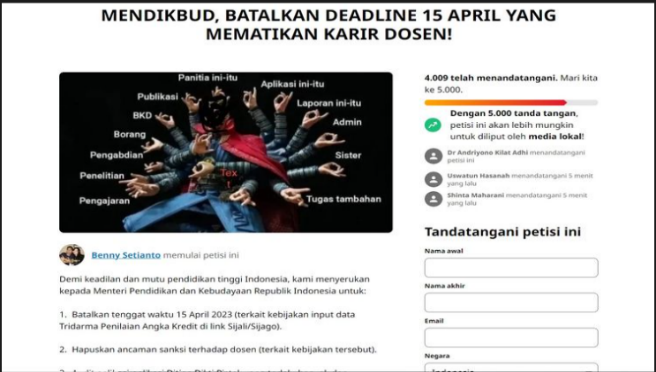 MENDIKBUD, BATALKAN DEADLINE 15 APRIL YANG
MEMATIKAN KARIR DOSEN!
Panitia ini-itu
Aplikasi ini-itu
Publikasi
Laporan ini-itu
BKD
Admin
Borang
Pengabdian
Sister
Tex
t
Penelitian
Pengajaran
Tugas tambahan
Benny Setianto memulai petisi ini
Demi keadilan dan mutu pendidikan tinggi Indonesia, kami menyerukan
kepada Menteri Pendidikan dan Kebudayaan Republik Indonesia untuk:
1. Batalkan tenggat waktu 15 April 2023 (terkait kebijakan input data
Tridarma Penilaian Angka Kredit di link Sijali/Sijago).
2. Hapuskan ancaman sanksi terhadap dosen (terkait kebijakan tersebut).
4.009 telah menandatangani. Mari kita
ke 5.000.
Dengan 5.000 tanda tangan,
petisi ini akan lebih mungkin
untuk diliput oleh media lokal!
Dr Andriyono Kilat Adhi menandatangani
petisi ini
Uswatun Hasanah menandatangani 5 menit
yang lalu
Shinta Maharani menandatangani 5 menit
yang lalu
Tandatangani petisi ini
Nama awal
Nama akhir
Email
Negara
Indonesia